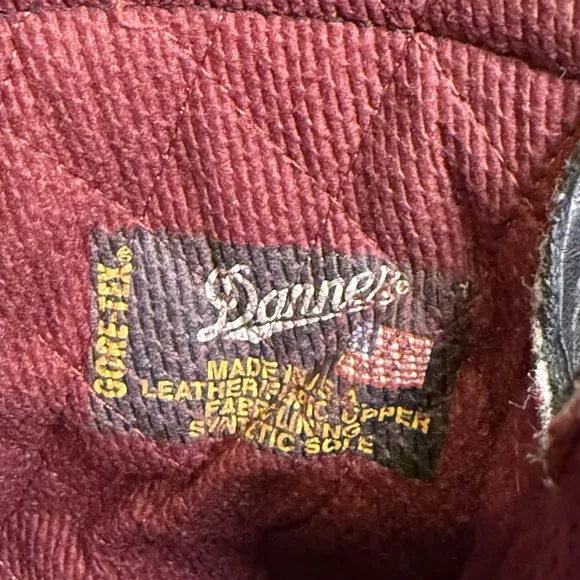 GORE-TEX®
Danner®
MADE IN USA
LEATHER/FABRIC UPPER
FABRIC LINING
SYNTHETIC SOLE